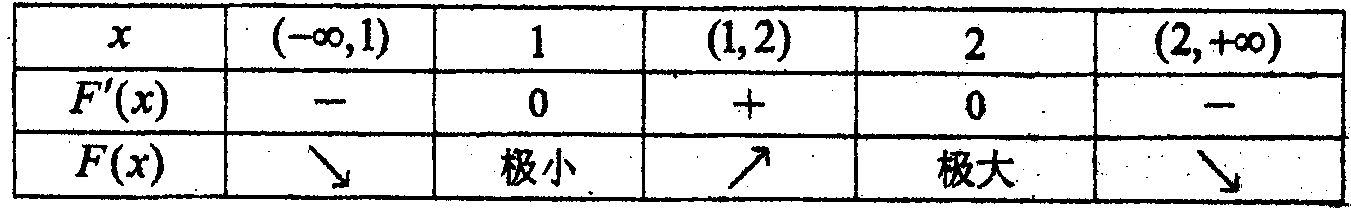 x (−∞,1) 1 (1,2) 2 (2,+∞)
F′(x) − 0 + 0 −
F(x) ↘ 极小 ↗ 极大 ↘